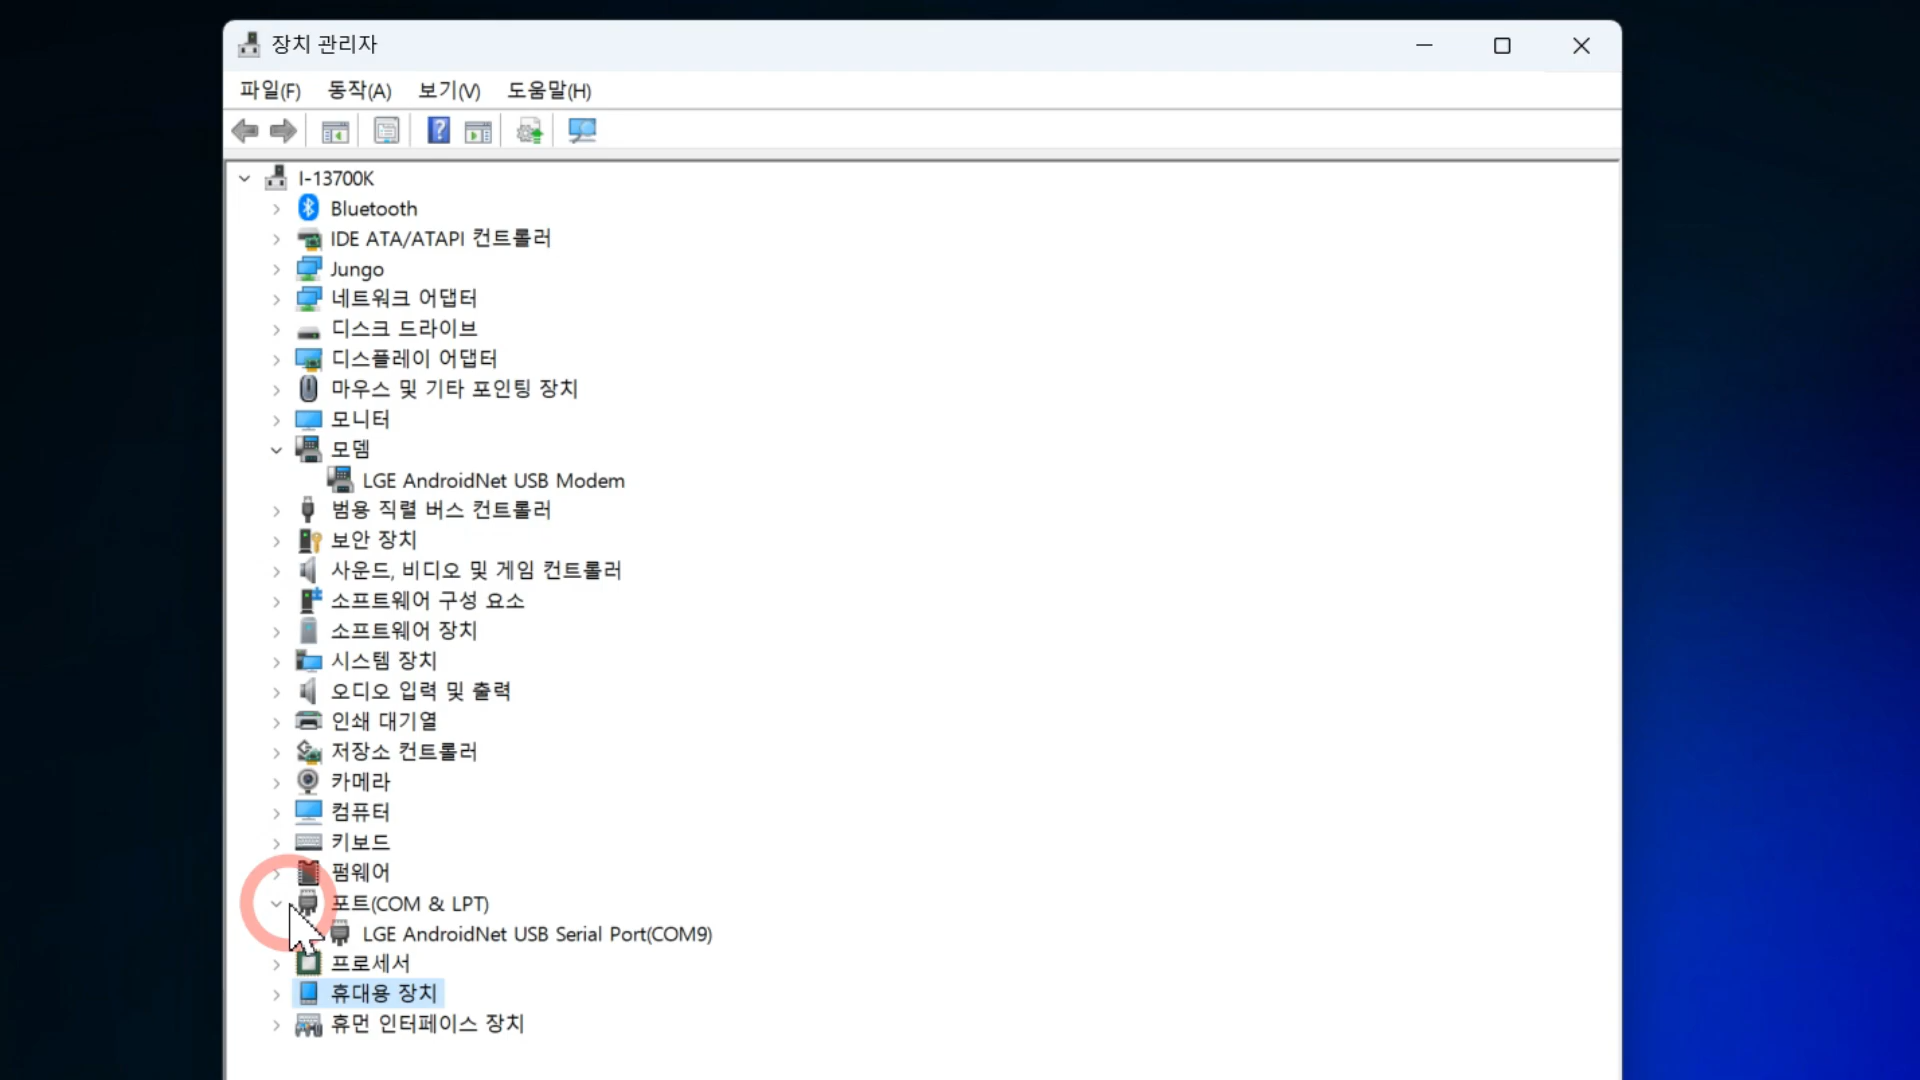 장치 관리자
파일(F) 동작(A) 보기(V) 도움말(H)
I-13700K
Bluetooth
IDE ATA/ATAPI 컨트롤러
Jungo
네트워크 어댑터
디스크 드라이브
디스플레이 어댑터
마우스 및 기타 포인팅 장치
모니터
모뎀
LGE AndroidNet USB Modem
범용 직렬 버스 컨트롤러
보안 장치
사운드, 비디오 및 게임 컨트롤러
소프트웨어 구성 요소
소프트웨어 장치
시스템 장치
오디오 입력 및 출력
인쇄 대기열
저장소 컨트롤러
카메라
컴퓨터
키보드
펌웨어
포트(COM & LPT)
LGE AndroidNet USB Serial Port(COM9)
프로세서
휴대용 장치
휴먼 인터페이스 장치